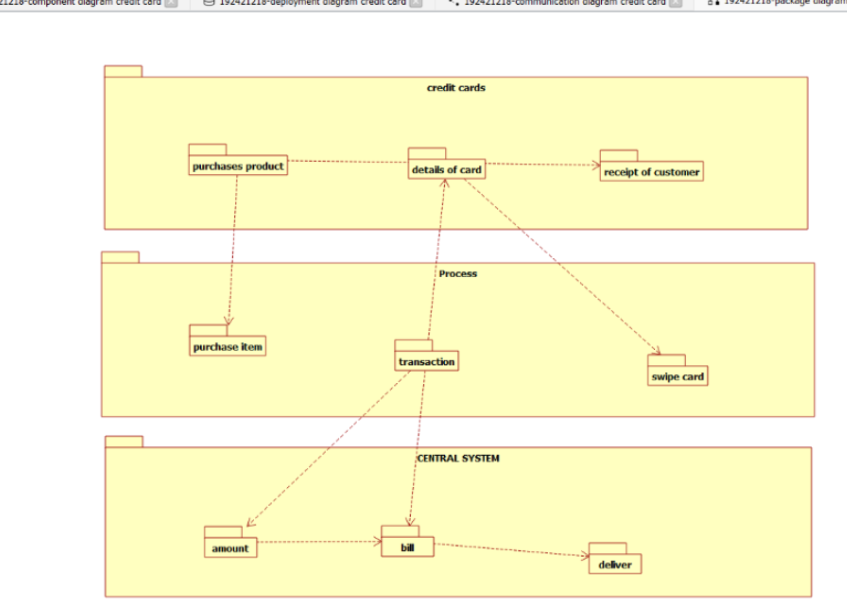 21218-component diagram credit card
192421218-deployment diagram credit card
192421218-communication diagram credit card
192421218-package diagram
credit cards
purchases product
details of card
receipt of customer
Process
purchase item
transaction
swipe card
CENTRAL SYSTEM
amount
bill
deliver